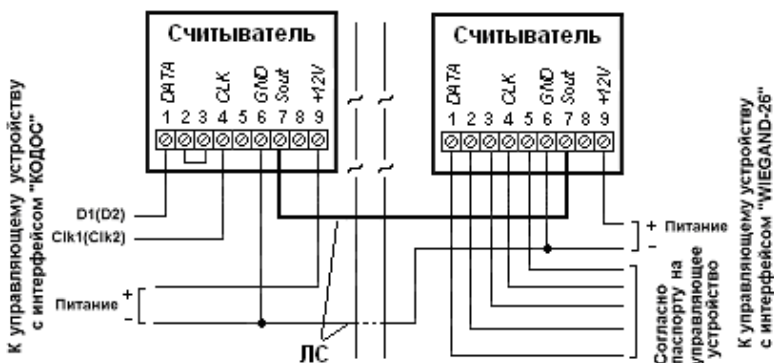 Считыватель
DATA CLK GND Sout +12V
1 2 3 4 5 6 7 8 9
Считыватель
DATA CLK GND Sout +12V
1 2 3 4 5 6 7 8 9
К управляющему устройству
с интерфейсом "КОДОС"
D1(D2)
Clk1(Clk2)
Питание + −
ЛС
+ Питание
−
Согласно
паспорту на
управляющее
устройство
К управляющему устройству
с интерфейсом "WIEGAND-26"